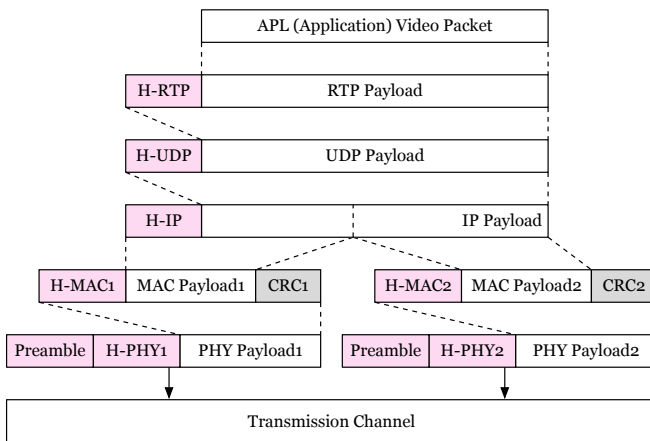 APL (Application) Video Packet
H-RTP RTP Payload
H-UDP UDP Payload
H-IP IP Payload
H-MAC1 MAC Payload1 CRC1 H-MAC2 MAC Payload2 CRC2
Preamble H-PHY1 PHY Payload1 Preamble H-PHY2 PHY Payload2
Transmission Channel